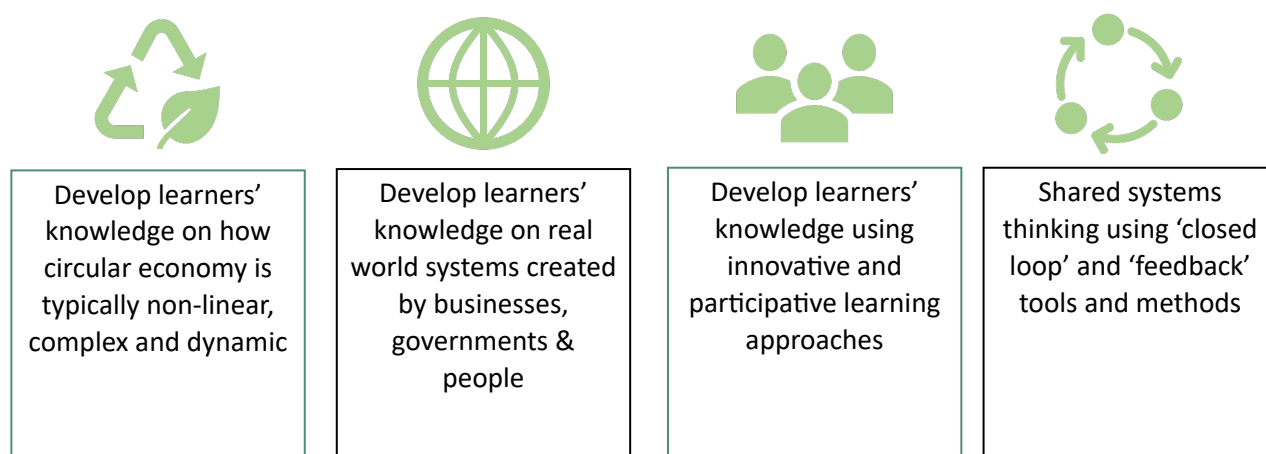 Develop learners’
knowledge on how
circular economy is
typically non-linear,
complex and dynamic
Develop learners’
knowledge on real
world systems created
by businesses,
governments &
people
Develop learners’
knowledge using
innovative and
participative learning
approaches
Shared systems
thinking using ‘closed
loop’ and ‘feedback’
tools and methods